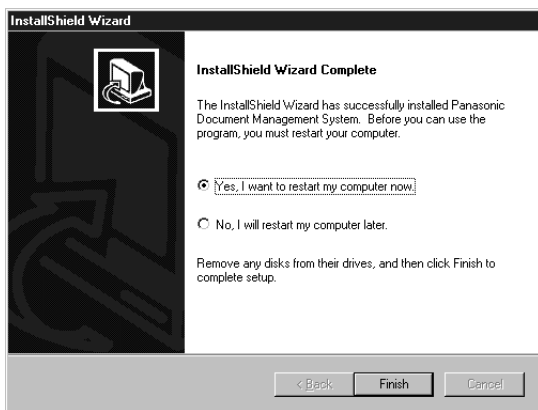 InstallShield Wizard
InstallShield Wizard Complete
The InstallShield Wizard has successfully installed Panasonic
Document Management System. Before you can use the
program, you must restart your computer.
Yes, I want to restart my computer now.
No, I will restart my computer later.
Remove any disks from their drives, and then click Finish to
complete setup.
< Back Finish Cancel